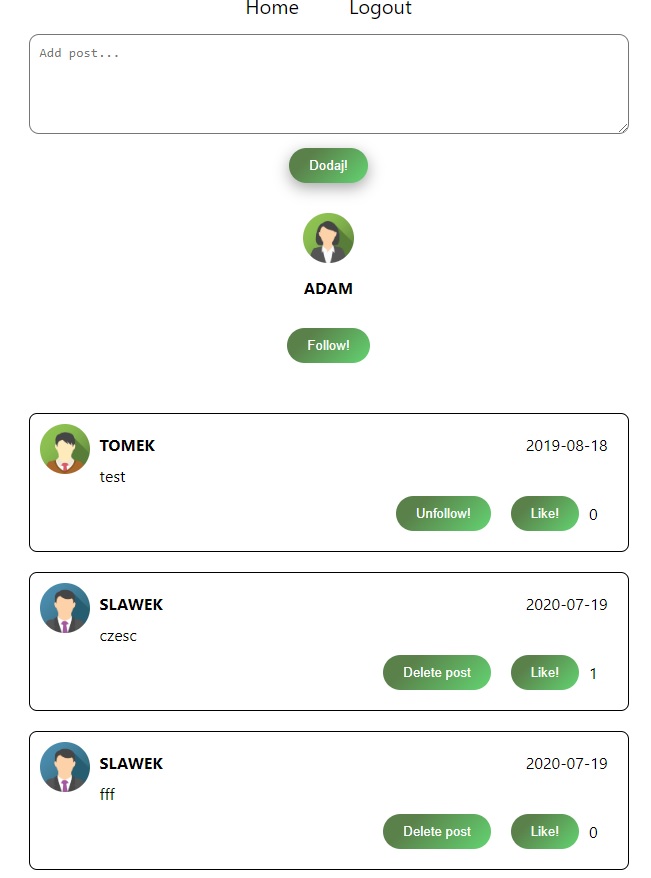 Home Logout
Add post...
Dodaj!
ADAM
Follow!
TOMEK 2019-08-18
test
Unfollow! Like! 0
SLAWEK 2020-07-19
czesc
Delete post Like! 1
SLAWEK 2020-07-19
fff
Delete post Like! 0